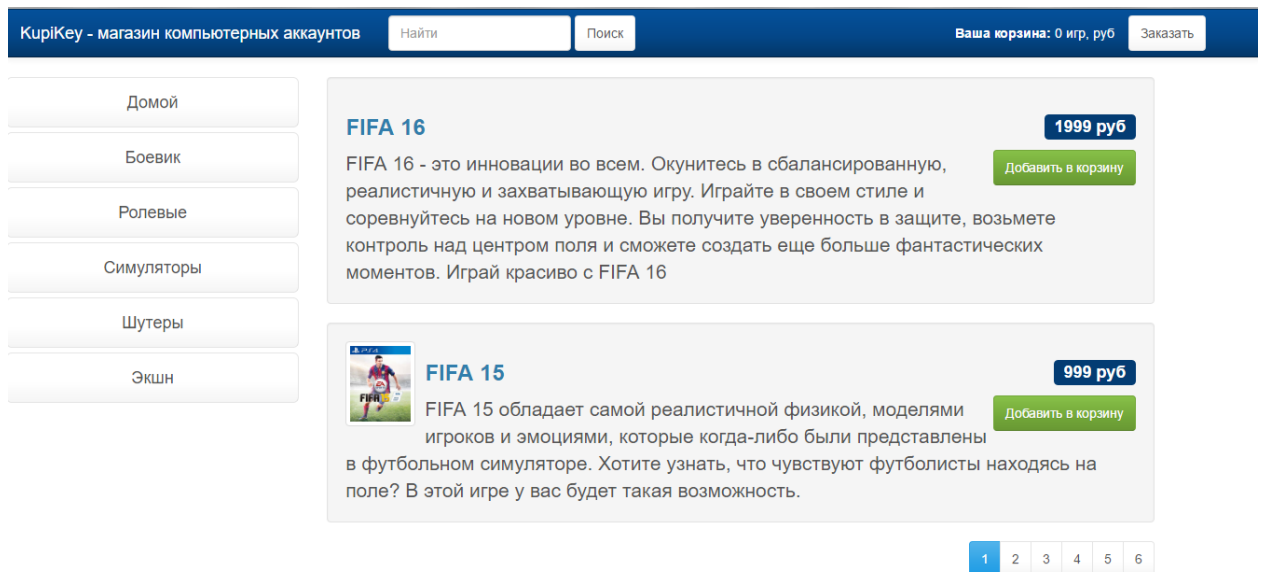 KupiKey - магазин компьютерных аккаунтов
Найти
Поиск
Ваша корзина: 0 игр, руб
Заказать
Домой
Боевик
Ролевые
Симуляторы
Шутеры
Экшн
FIFA 16
1999 руб
Добавить в корзину
FIFA 16 - это инновации во всем. Окунитесь в сбалансированную,
реалистичную и захватывающую игру. Играйте в своем стиле и
соревнуйтесь на новом уровне. Вы получите уверенность в защите, возьмете
контроль над центром поля и сможете создать еще больше фантастических
моментов. Играй красиво с FIFA 16
PS4
FIFA 15
999 руб
Добавить в корзину
FIFA 15 обладает самой реалистичной физикой, моделями
игроков и эмоциями, которые когда-либо были представлены
в футбольном симуляторе. Хотите узнать, что чувствуют футболисты находясь на
поле? В этой игре у вас будет такая возможность.
1 2 3 4 5 6